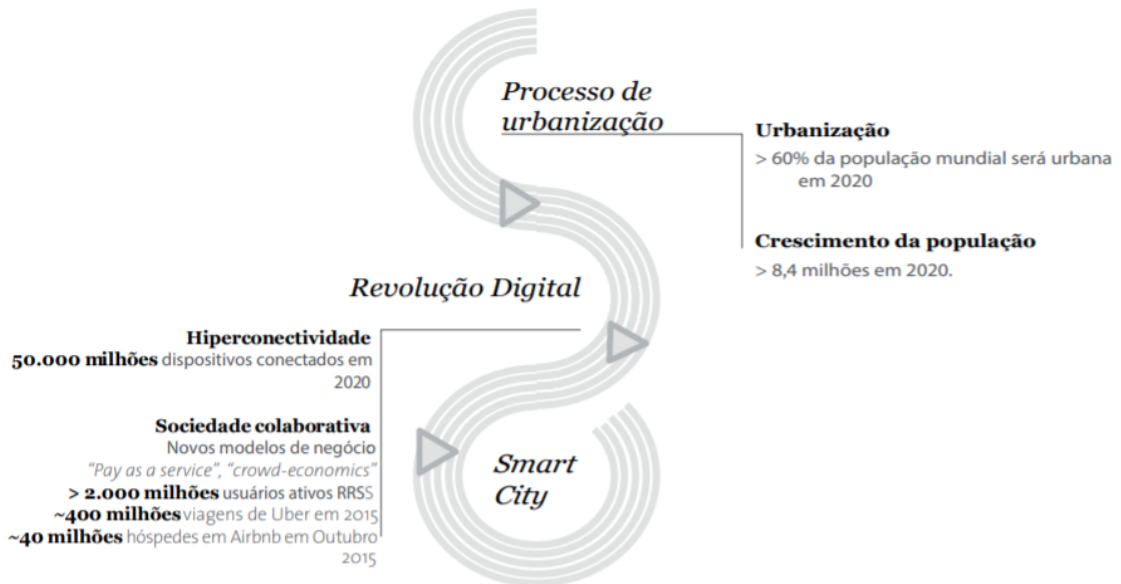 Processo de
urbanização
Urbanização
> 60% da população mundial será urbana
em 2020
Crescimento da população
> 8,4 milhões em 2020.
Revolução Digital
Hiperconectividade
50.000 milhões dispositivos conectados em
2020
Sociedade colaborativa
Novos modelos de negócio
“Pay as a service”, “crowd-economics”
> 2.000 milhões usuários ativos RRSS
~400 milhões viagens de Uber em 2015
~40 milhões hóspedes em Airbnb em Outubro
2015
Smart
City